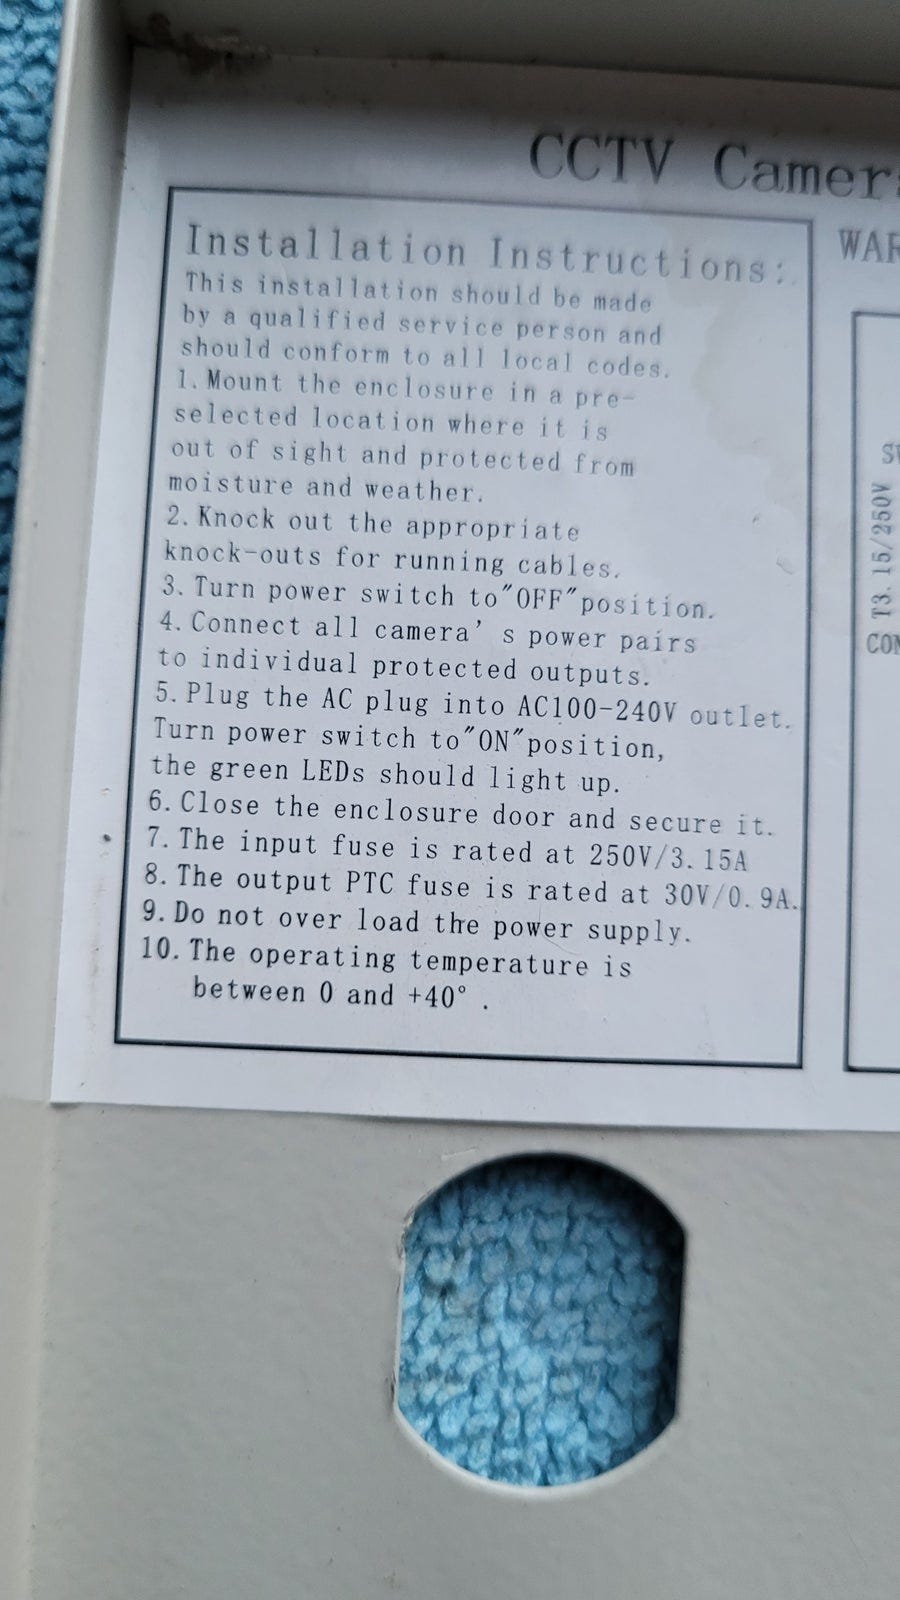 CCTV Camera
Installation Instructions:
This installation should be made
by a qualified service person and
should conform to all local codes.
1. Mount the enclosure in a pre-
selected location where it is
out of sight and protected from
moisture and weather.
2. Knock out the appropriate
knock-outs for running cables.
3. Turn power switch to"OFF"position.
4. Connect all camera' s power pairs
to individual protected outputs.
5. Plug the AC plug into AC100-240V outlet.
Turn power switch to"ON"position,
the green LEDs should light up.
6. Close the enclosure door and secure it.
7. The input fuse is rated at 250V/3.15A
8. The output PTC fuse is rated at 30V/0.9A.
9. Do not over load the power supply.
10. The operating temperature is
between 0 and +40° .
WAR
T3.15/250V